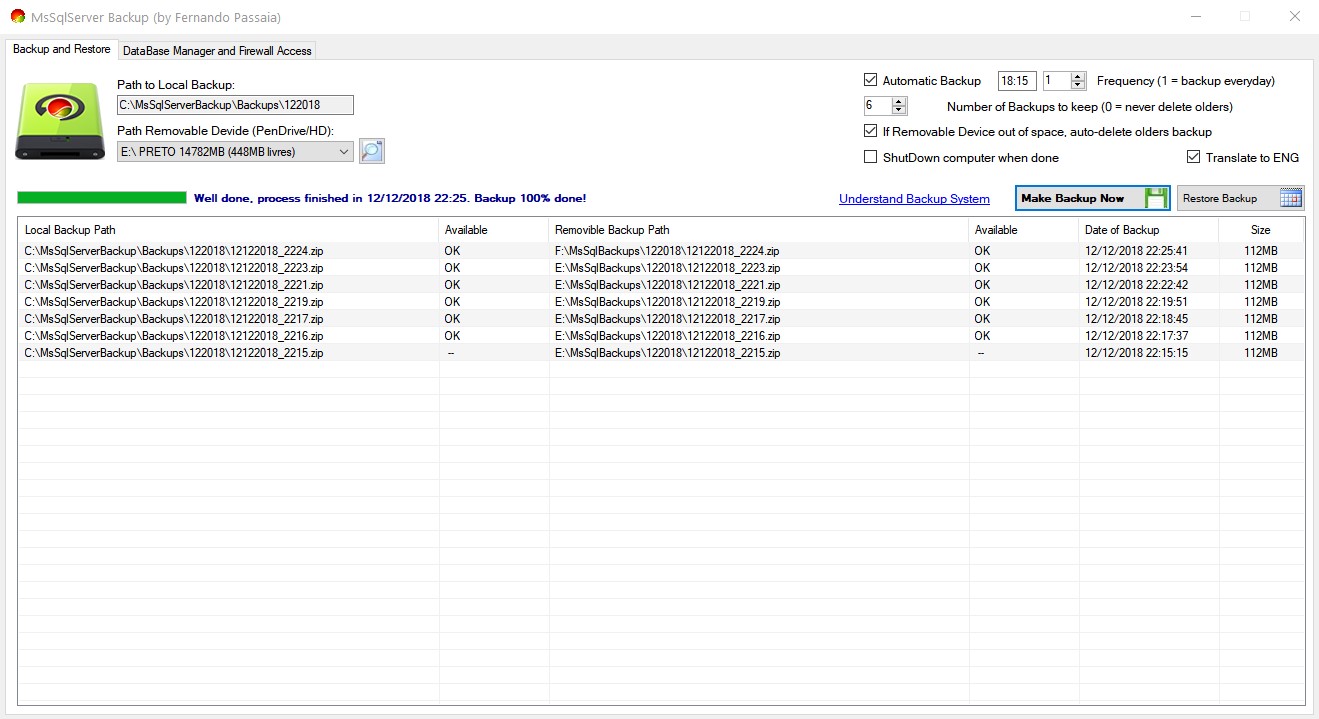 MsSqlServer Backup (by Fernando Passaia)
Backup and Restore DataBase Manager and Firewall Access
Path to Local Backup:
C:\MsSqlServerBackup\Backups\122018
Path Removable Devide (PenDrive/HD):
E:\ PRETO 14782MB (448MB livres)
Automatic Backup 18:15 1 Frequency (1 = backup everyday)
6 Number of Backups to keep (0 = never delete olders)
If Removable Device out of space, auto-delete olders backup
ShutDown computer when done Translate to ENG
Well done, process finished in 12/12/2018 22:25. Backup 100% done! Understand Backup System Make Backup Now Restore Backup
Local Backup Path Available Removible Backup Path Available Date of Backup Size
C:\MsSqlServerBackup\Backups\122018\12122018_2224.zip OK F:\MsSqlBackups\122018\12122018_2224.zip OK 12/12/2018 22:25:41 112MB
C:\MsSqlServerBackup\Backups\122018\12122018_2223.zip OK E:\MsSqlBackups\122018\12122018_2223.zip OK 12/12/2018 22:23:54 112MB
C:\MsSqlServerBackup\Backups\122018\12122018_2221.zip OK E:\MsSqlBackups\122018\12122018_2221.zip OK 12/12/2018 22:22:42 112MB
C:\MsSqlServerBackup\Backups\122018\12122018_2219.zip OK E:\MsSqlBackups\122018\12122018_2219.zip OK 12/12/2018 22:19:51 112MB
C:\MsSqlServerBackup\Backups\122018\12122018_2217.zip OK E:\MsSqlBackups\122018\12122018_2217.zip OK 12/12/2018 22:18:45 112MB
C:\MsSqlServerBackup\Backups\122018\12122018_2216.zip OK E:\MsSqlBackups\122018\12122018_2216.zip OK 12/12/2018 22:17:37 112MB
C:\MsSqlServerBackup\Backups\122018\12122018_2215.zip -- E:\MsSqlBackups\122018\12122018_2215.zip -- 12/12/2018 22:15:15 112MB